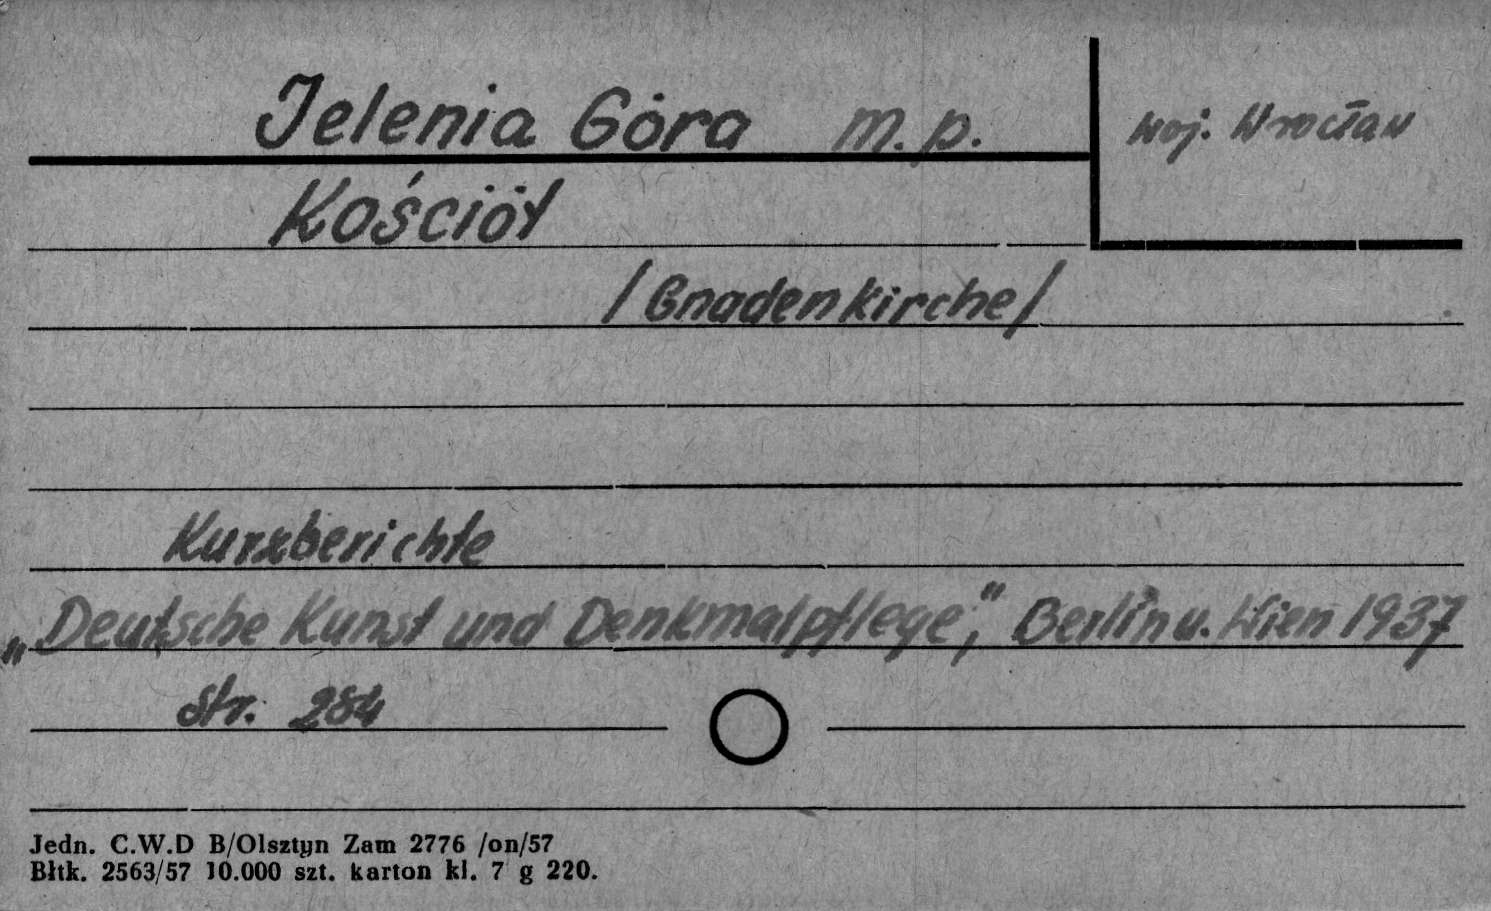 Jelenia Góra m.p.
woj. Wrocław
Kościół
/Gnadenkirche/
Kurzberichte
„Deutsche Kunst und Denkmalpflege," Berlin u. Wien 1937
Str. 284
Jedn. C.W.D B/Olsztyn Zam 2776 /on/57
Błtk. 2563/57 10.000 szt. karton kl. 7 g 220.